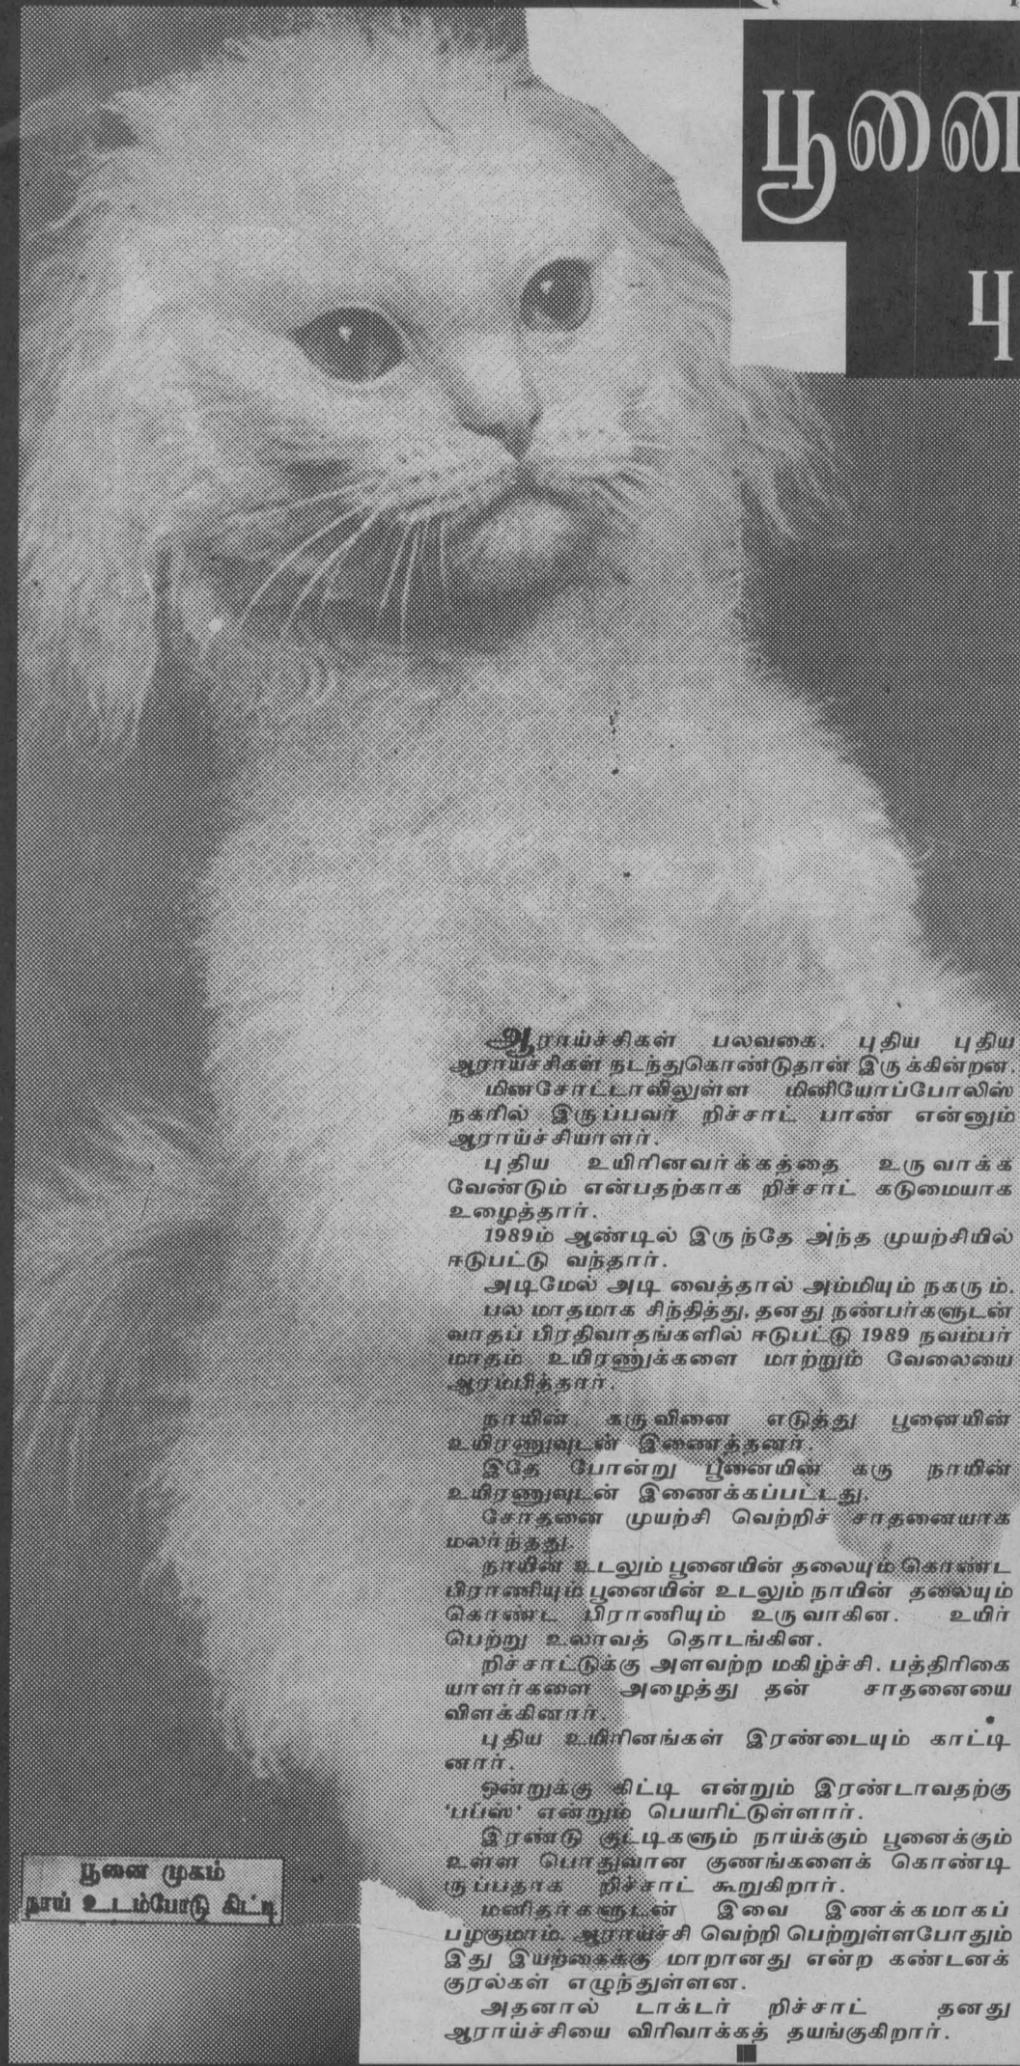 பூனை
பு
ஆராய்ச்சிகள் பலவகை. புதிய புதிய
ஆராய்ச்சிகள் நடந்துகொண்டுதான் இருக்கின்றன.
மினசோட்டாவிலுள்ள மினியோப்போலிஸ்
நகரில் இருப்பவர் றிச்சாட் பாண் என்னும்
ஆராய்ச்சியாளர்.
புதிய உயிரினவர்க்கத்தை உருவாக்க
வேண்டும் என்பதற்காக றிச்சாட் கடுமையாக
உழைத்தார்.
1989ம் ஆண்டில் இருந்தே அந்த முயற்சியில்
ஈடுபட்டு வந்தார்.
அடிமேல் அடி வைத்தால் அம்மியும் நகரும்.
பல மாதமாக சிந்தித்து, தனது நண்பர்களுடன்
வாதப் பிரதிவாதங்களில் ஈடுபட்டு 1989 நவம்பர்
மாதம் உயிரணுக்களை மாற்றும் வேலையை
ஆரம்பித்தார்.
நாயின் கருவினை எடுத்து பூனையின்
உயிரணுவுடன் இணைத்தனர்.
இதே போன்று பூனையின் கரு நாயின்
உயிரணுவுடன் இணைக்கப்பட்டது.
சோதனை முயற்சி வெற்றிச் சாதனையாக
மலர்ந்தது.
நாயின் உடலும் பூனையின் தலையும் கொண்ட
பிராணியும் பூனையின் உடலும் நாயின் தலையும்
கொண்ட பிராணியும் உருவாகின. உயிர்
பெற்று உலாவத் தொடங்கின.
றிச்சாட்டுக்கு அளவற்ற மகிழ்ச்சி. பத்திரிகை
யாளர்களை அழைத்து தன் சாதனையை
விளக்கினார்.
புதிய உயிரினங்கள் இரண்டையும் காட்டி
னார்.
ஒன்றுக்கு கிட்டி என்றும் இரண்டாவதற்கு
'பப்ஸ்' என்றும் பெயரிட்டுள்ளார்.
இரண்டு குட்டிகளும் நாய்க்கும் பூனைக்கும்
உள்ள பொதுவான குணங்களைக் கொண்டி
ருப்பதாக றிச்சாட் கூறுகிறார்.
மனிதர்களுடன் இவை இணக்கமாகப்
பழகுமாம். ஆராய்ச்சி வெற்றி பெற்றுள்ளபோதும்
இது இயற்கைக்கு மாறானது என்ற கண்டனக்
குரல்கள் எழுந்துள்ளன.
அதனால் டாக்டர் றிச்சாட் தனது
ஆராய்ச்சியை விரிவாக்கத் தயங்குகிறார்.
பூனை முகம்
நாய் உடம்போடு கிட்டி